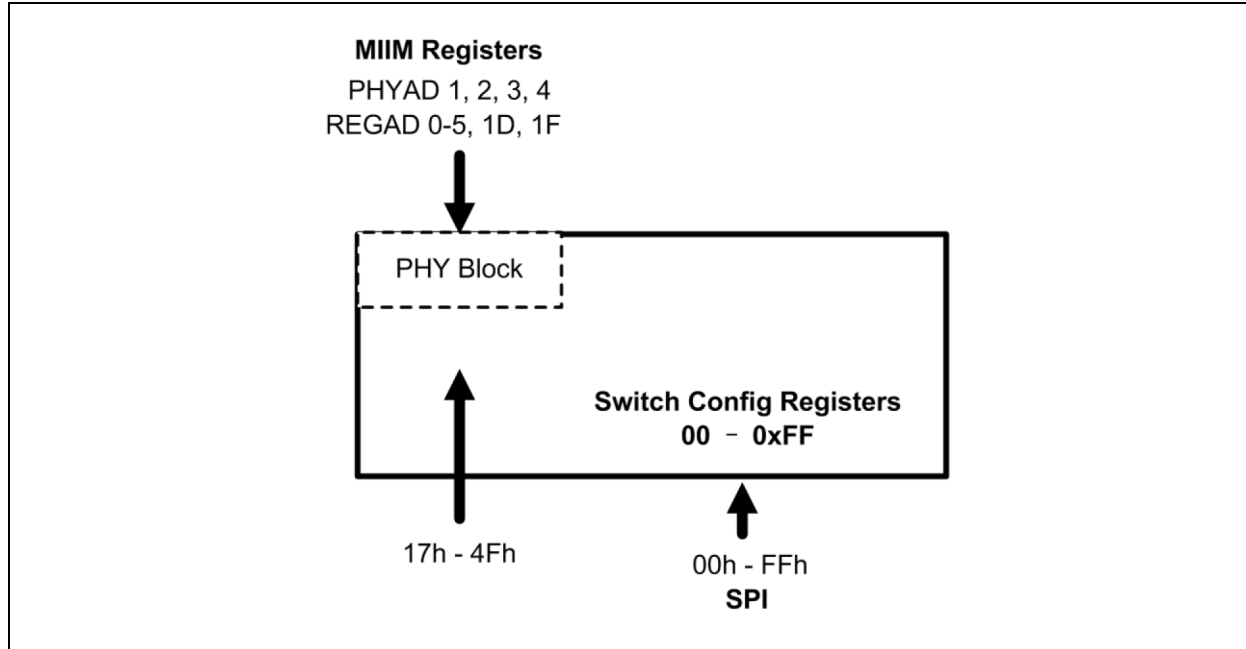 MIIM Registers
PHYAD 1, 2, 3, 4
REGAD 0-5, 1D, 1F
PHY Block
Switch Config Registers
00 – 0xFF
17h - 4Fh
00h - FFh
SPI